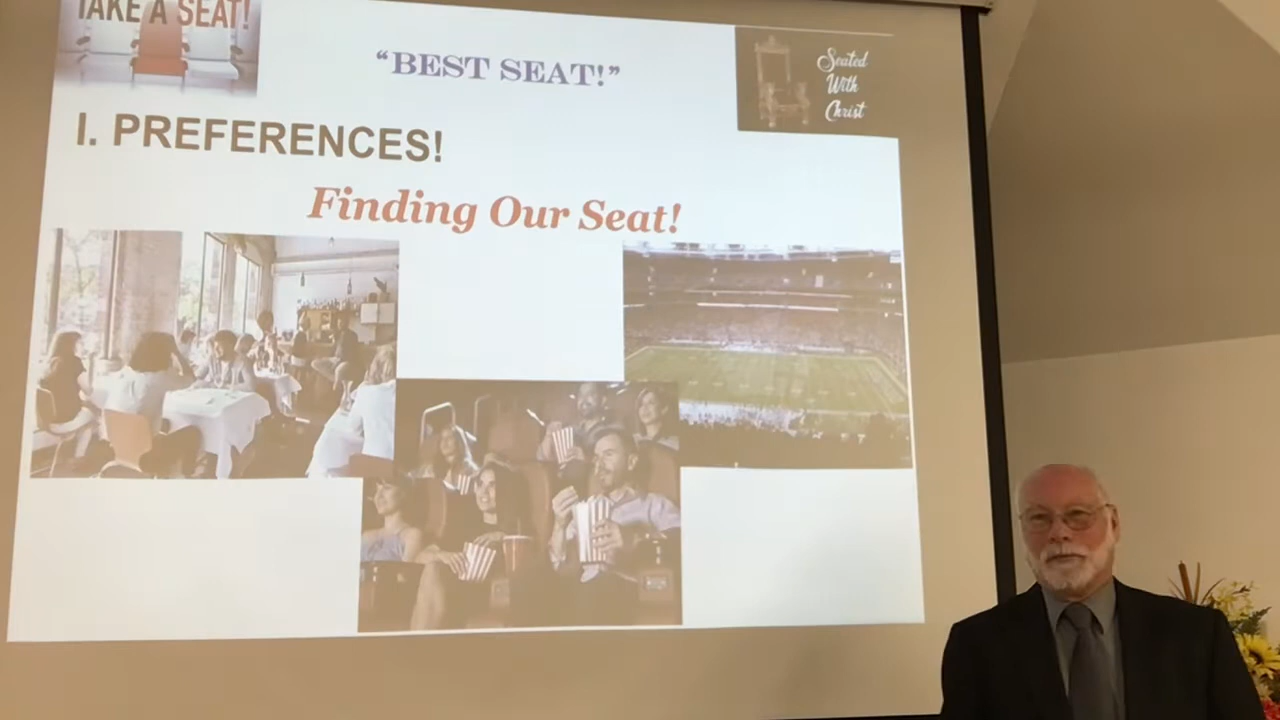 TAKE A SEAT!
“BEST SEAT!”
Seated
With
Christ
I. PREFERENCES!
Finding Our Seat!